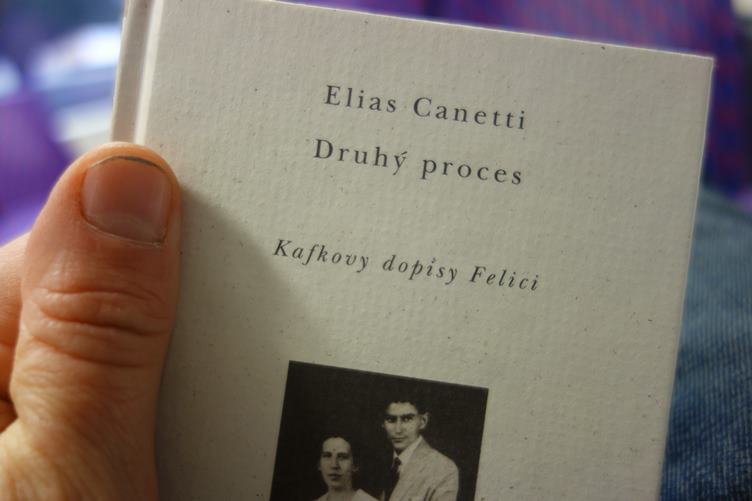 Elias Canetti
Druhý proces
Kafkovy dopisy Felici